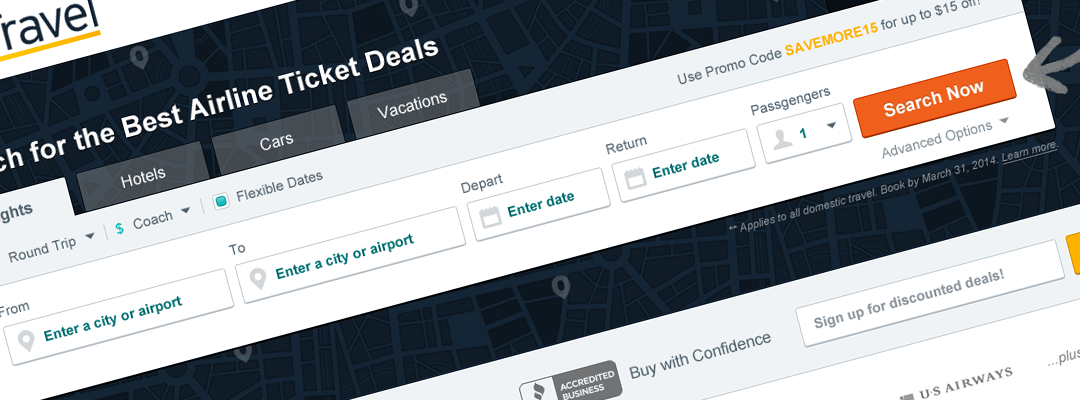 Travel
ch for the Best Airline Ticket Deals
ghts
Hotels
Cars
Vacations
Use Promo Code SAVEMORE15 for up to $15 off!
Round Trip
$ Coach
Flexible Dates
From
Enter a city or airport
To
Enter a city or airport
Depart
Enter date
Return
Enter date
Passgengers
1
Search Now
Advanced Options
** Applies to all domestic travel. Book by March 31, 2014. Learn more.
Sign up for discounted deals!
ACCREDITED
BUSINESS
Buy with Confidence
U·S AIRWAYS
...plus